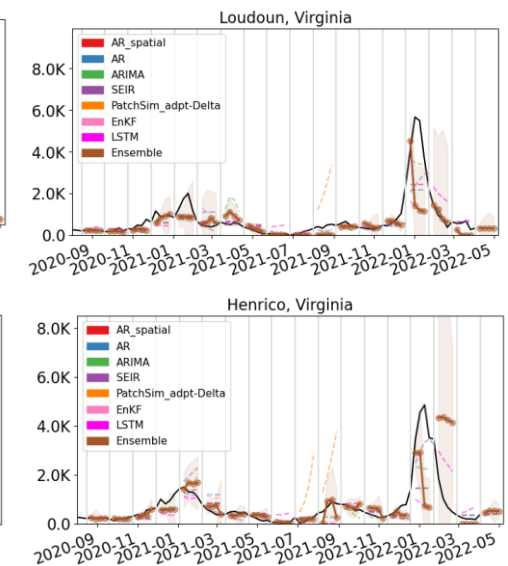 Loudoun, Virginia
AR_spatial
AR
ARIMA
SEIR
PatchSim_adpt-Delta
EnKF
LSTM
Ensemble
8.0K
6.0K
4.0K
2.0K
0.0
2020-09 2020-11 2021-01 2021-03 2021-05 2021-07 2021-09 2021-11 2022-01 2022-03 2022-05
Henrico, Virginia
AR_spatial
AR
ARIMA
SEIR
PatchSim_adpt-Delta
EnKF
LSTM
Ensemble
8.0K
6.0K
4.0K
2.0K
0.0
2020-09 2020-11 2021-01 2021-03 2021-05 2021-07 2021-09 2021-11 2022-01 2022-03 2022-05